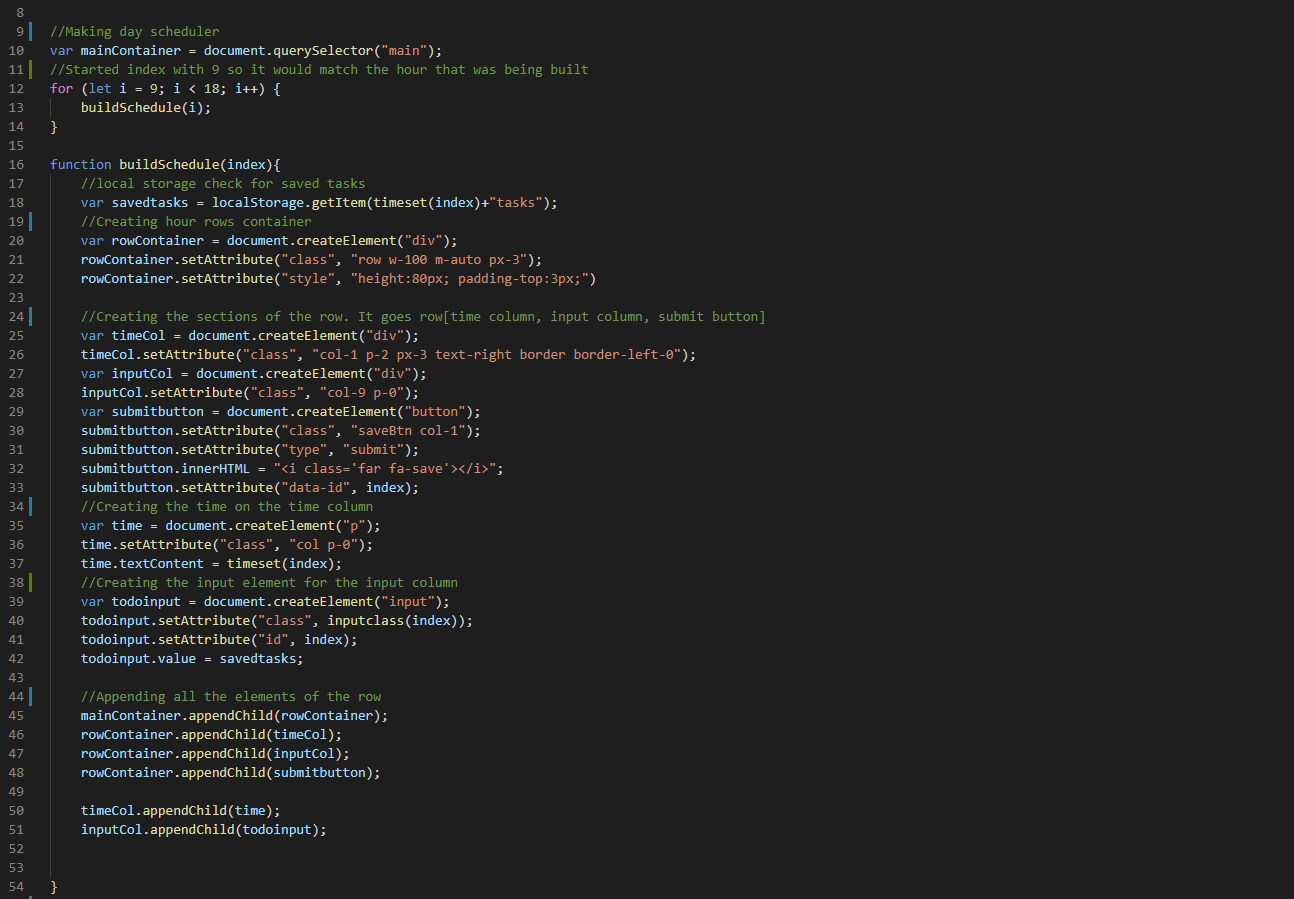 8
9 //Making day scheduler
10 var mainContainer = document.querySelector("main");
11 //Started index with 9 so it would match the hour that was being built
12 for (let i = 9; i < 18; i++) {
13     buildSchedule(i);
14 }
15
16 function buildSchedule(index){
17     //local storage check for saved tasks
18     var savedtasks = localStorage.getItem(timeset(index)+"tasks");
19     //Creating hour rows container
20     var rowContainer = document.createElement("div");
21     rowContainer.setAttribute("class", "row w-100 m-auto px-3");
22     rowContainer.setAttribute("style", "height:80px; padding-top:3px;")
23
24     //Creating the sections of the row. It goes row[time column, input column, submit button]
25     var timeCol = document.createElement("div");
26     timeCol.setAttribute("class", "col-1 p-2 px-3 text-right border border-left-0");
27     var inputCol = document.createElement("div");
28     inputCol.setAttribute("class", "col-9 p-0");
29     var submitbutton = document.createElement("button");
30     submitbutton.setAttribute("class", "saveBtn col-1");
31     submitbutton.setAttribute("type", "submit");
32     submitbutton.innerHTML = "<i class='far fa-save'></i>";
33     submitbutton.setAttribute("data-id", index);
34     //Creating the time on the time column
35     var time = document.createElement("p");
36     time.setAttribute("class", "col p-0");
37     time.textContent = timeset(index);
38     //Creating the input element for the input column
39     var todoinput = document.createElement("input");
40     todoinput.setAttribute("class", inputclass(index));
41     todoinput.setAttribute("id", index);
42     todoinput.value = savedtasks;
43
44     //Appending all the elements of the row
45     mainContainer.appendChild(rowContainer);
46     rowContainer.appendChild(timeCol);
47     rowContainer.appendChild(inputCol);
48     rowContainer.appendChild(submitbutton);
49
50     timeCol.appendChild(time);
51     inputCol.appendChild(todoinput);
52
53
54 }